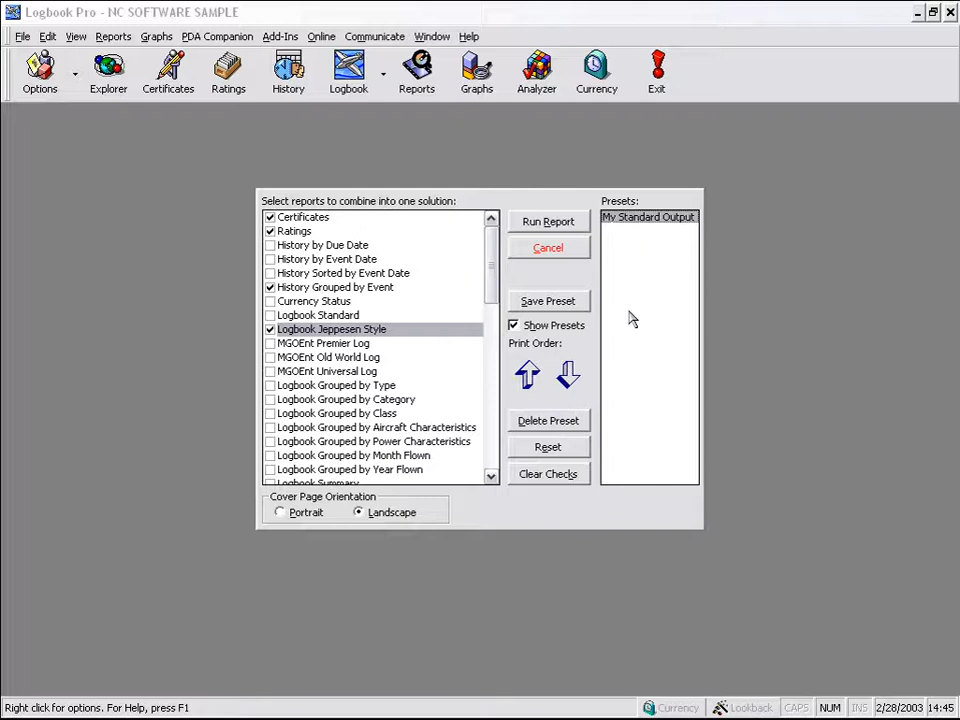 Logbook Pro - NC SOFTWARE SAMPLE
File Edit View Reports Graphs PDA Companion Add-Ins Online Communicate Window Help
Options Explorer Certificates Ratings History Logbook Reports Graphs Analyzer Currency Exit
Select reports to combine into one solution:
Certificates
Ratings
History by Due Date
History by Event Date
History Sorted by Event Date
History Grouped by Event
Currency Status
Logbook Standard
Logbook Jeppesen Style
MGOEnt Premier Log
MGOEnt Old World Log
MGOEnt Universal Log
Logbook Grouped by Type
Logbook Grouped by Category
Logbook Grouped by Class
Logbook Grouped by Aircraft Characteristics
Logbook Grouped by Power Characteristics
Logbook Grouped by Month Flown
Logbook Grouped by Year Flown
Logbook Summary
Cover Page Orientation
Portrait Landscape
Run Report
Cancel
Save Preset
Show Presets
Print Order:
Delete Preset
Reset
Clear Checks
Presets:
My Standard Output
Right click for options. For Help, press F1
Currency Lookback CAPS NUM INS 2/28/2003 14:45